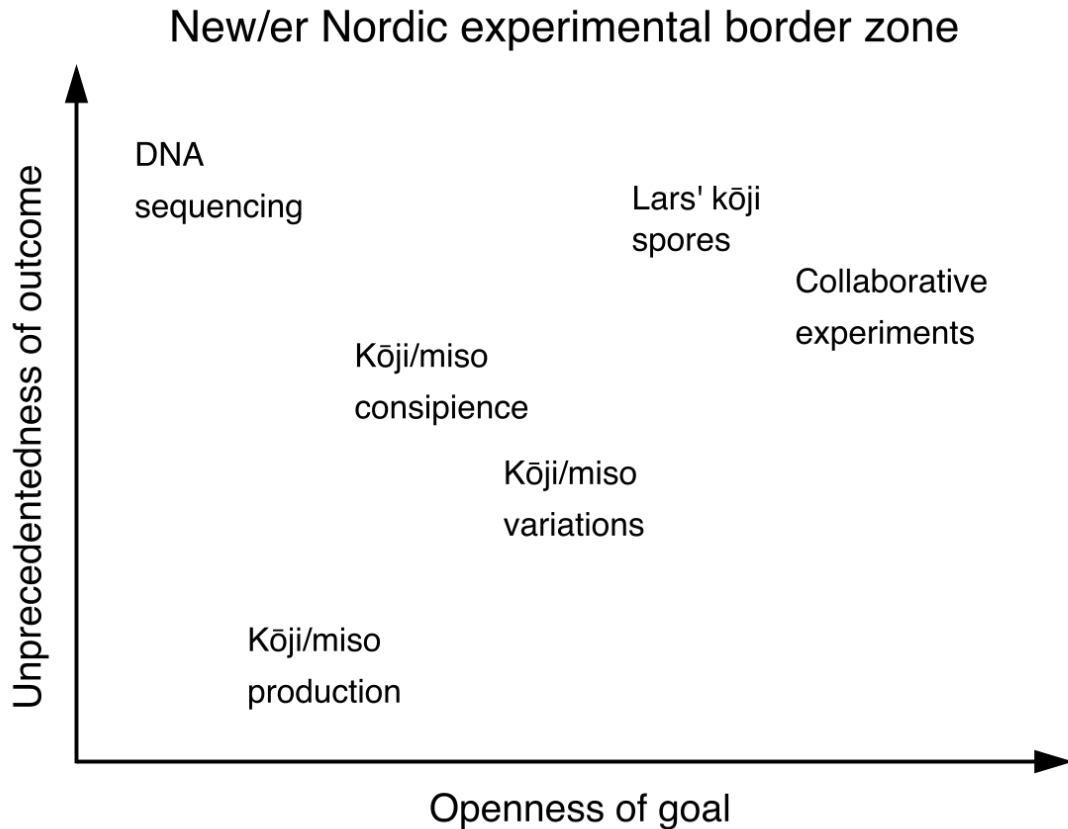 New/er Nordic experimental border zone
DNA
sequencing
Lars' kōji
spores
Collaborative
experiments
Kōji/miso
consipience
Kōji/miso
variations
Kōji/miso
production
Unprecedentedness of outcome
Openness of goal